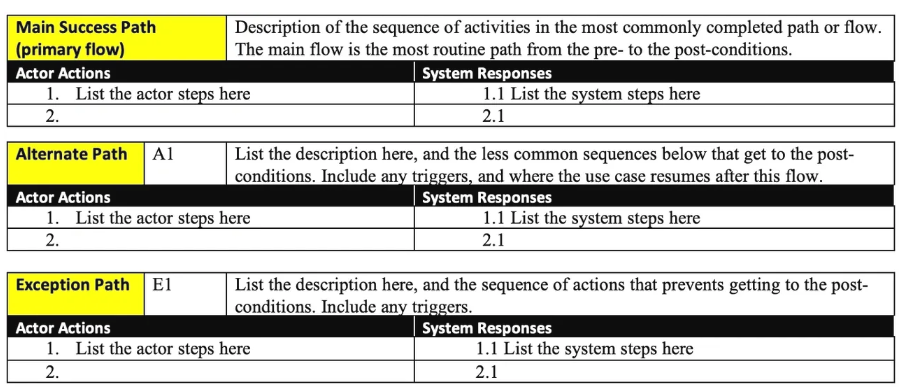 Main Success Path
(primary flow)
Description of the sequence of activities in the most commonly completed path or flow.
The main flow is the most routine path from the pre- to the post-conditions.
Actor Actions
System Responses
1. List the actor steps here
1.1 List the system steps here
2.
2.1
Alternate Path
A1
List the description here, and the less common sequences below that get to the post-
conditions. Include any triggers, and where the use case resumes after this flow.
Actor Actions
System Responses
1. List the actor steps here
1.1 List the system steps here
2.
2.1
Exception Path
E1
List the description here, and the sequence of actions that prevents getting to the post-
conditions. Include any triggers.
Actor Actions
System Responses
1. List the actor steps here
1.1 List the system steps here
2.
2.1